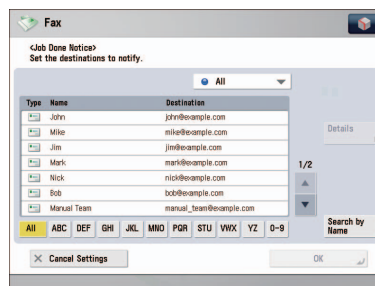 Fax
<Job Done Notice>
Set the destinations to notify.
All
Type Name Destination
John john@example.com
Mike mike@example.com
Jim jim@example.com
Mark mark@example.com
Nick nick@example.com
Bob bob@example.com
Manual Team manual_team@example.com
Details
1/2
All ABC DEF GHI JKL MNO PQR STU VWX YZ 0-9
Search by
Name
Cancel Settings
OK